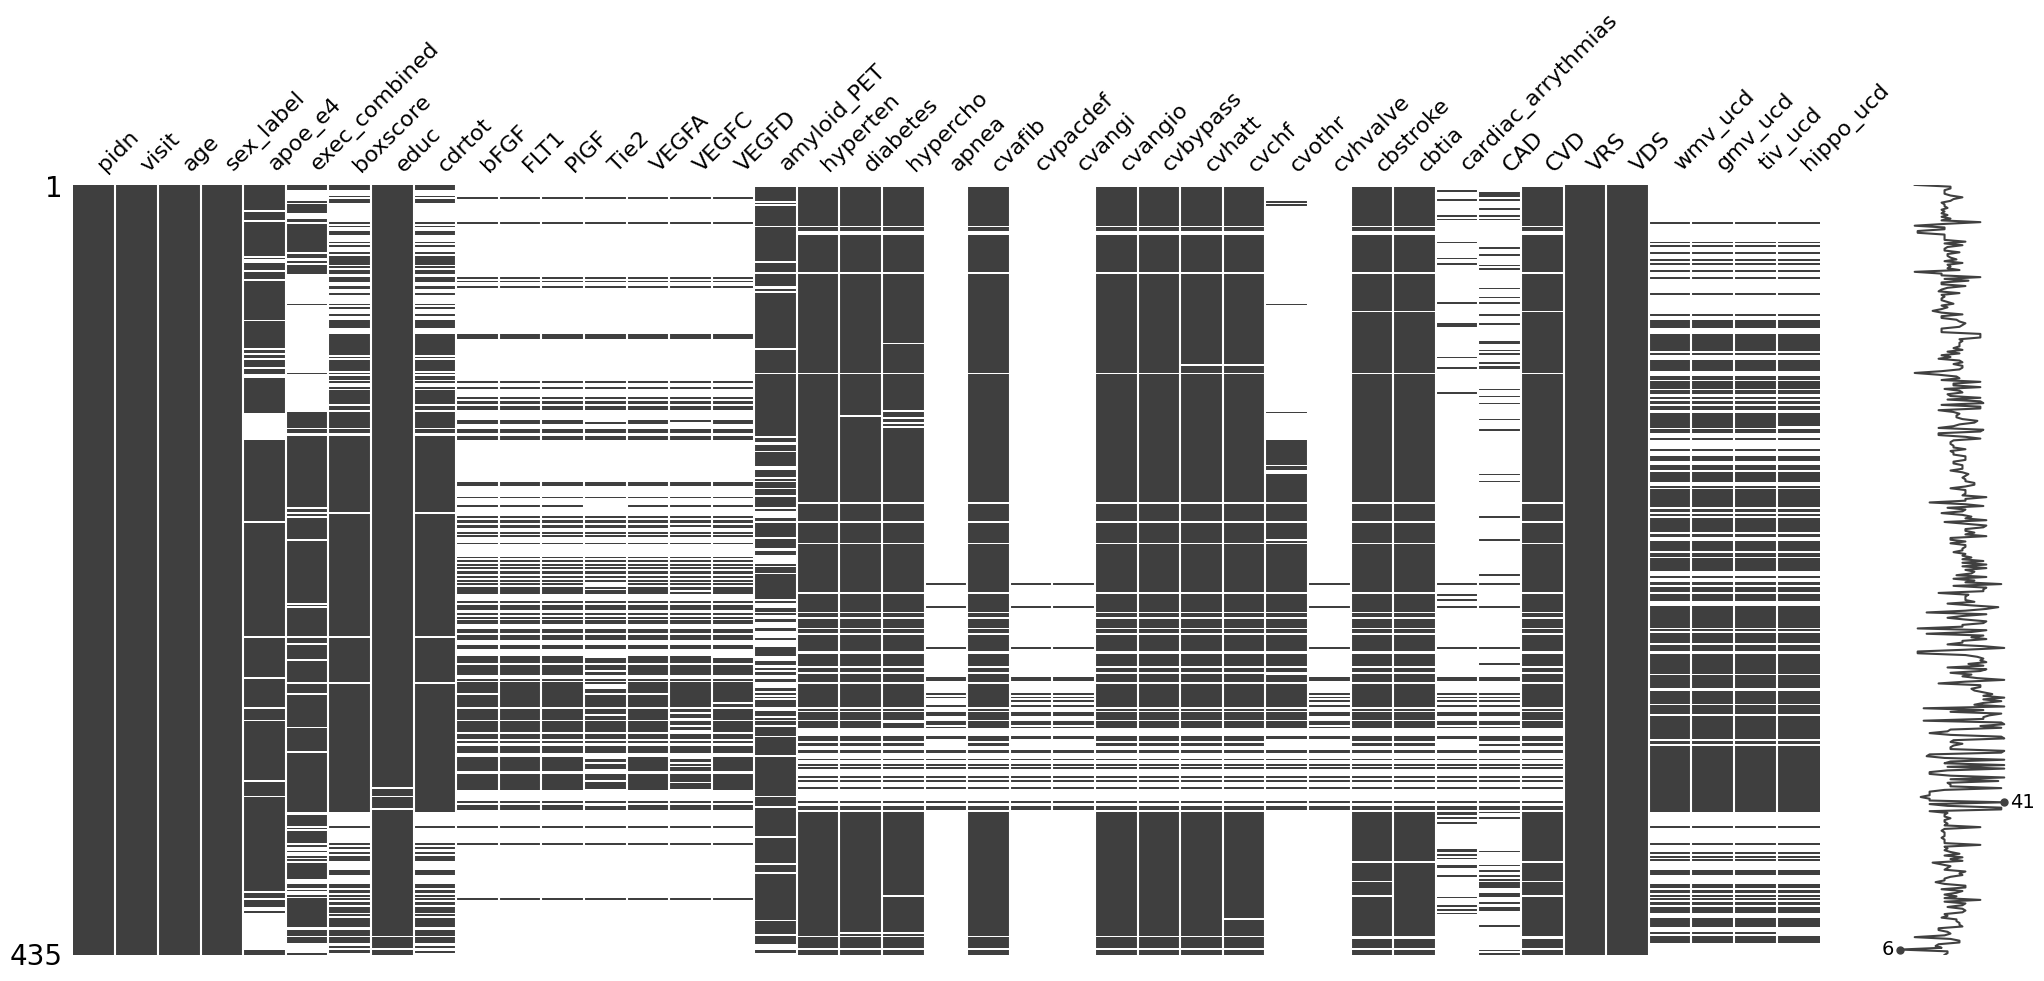 pidn
visit
age
sex_label
apoe_e4
exec_combined
boxscore
educ
cdrtot
bFGF
FLT1
PlGF
Tie2
VEGFA
VEGFC
VEGFD
amyloid_PET
hyperten
diabetes
hypercho
apnea
cvafib
cvpacdef
cvangi
cvangio
cvbypass
cvhatt
cvchf
cvothr
cvhvalve
cbstroke
cbtia
cardiac_arrythmias
CAD
CVD
VRS
VDS
wmv_ucd
gmv_ucd
tiv_ucd
hippo_ucd
1
41
6
435